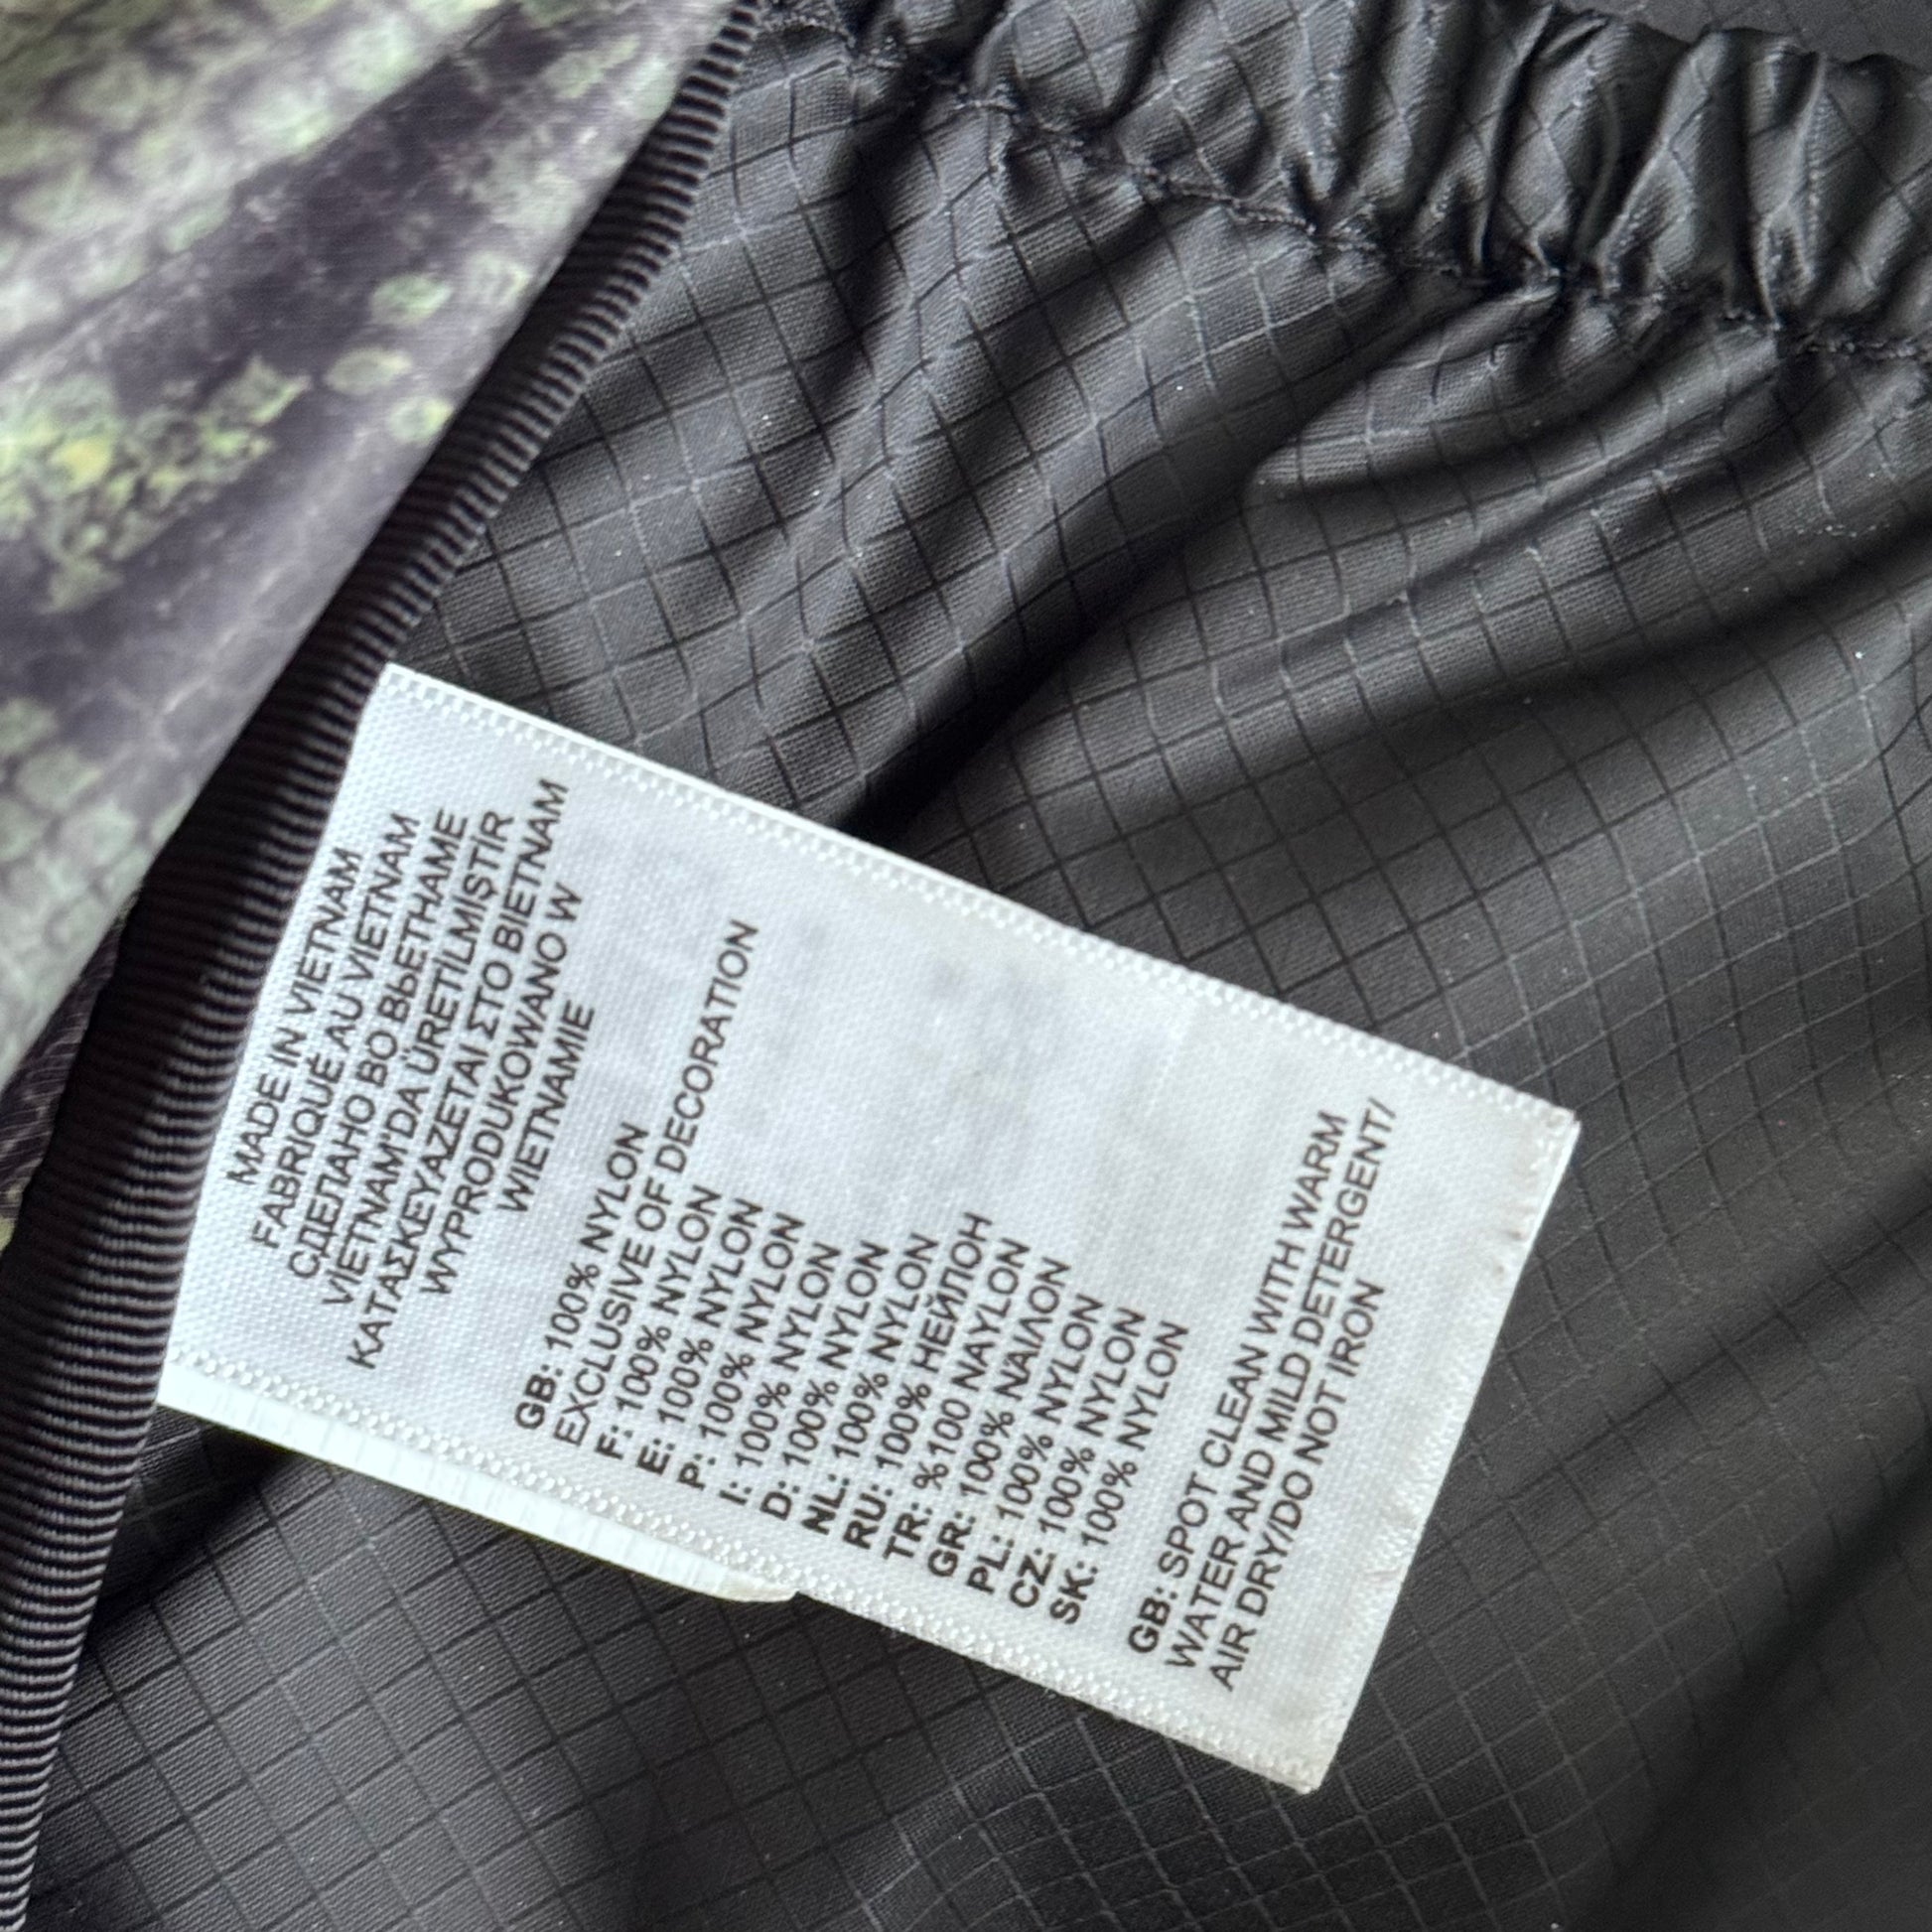 MADE IN VIETNAM
FABRIQUÉ AU VIETNAM
СДЕЛАНО ВО ВЬЕТНАМЕ
VIETNAM'DA ÜRETİLMİŞTİR
ΚΑΤΑΣΚΕΥΑΖΕΤΑΙ ΣΤΟ ΒΙΕΤΝΑΜ
WYPRODUKOWANO W
WIETNAMIE
GB: 100% NYLON
EXCLUSIVE OF DECORATION
F: 100% NYLON
E: 100% NYLON
P: 100% NYLON
I: 100% NYLON
D: 100% NYLON
NL: 100% NYLON
RU: 100% НЕЙЛОН
TR: %100 NAYLON
GR: 100% ΝΑΙΛΟΝ
PL: 100% NYLON
CZ: 100% NYLON
SK: 100% NYLON
GB: SPOT CLEAN WITH WARM
WATER AND MILD DETERGENT/
AIR DRY/DO NOT IRON